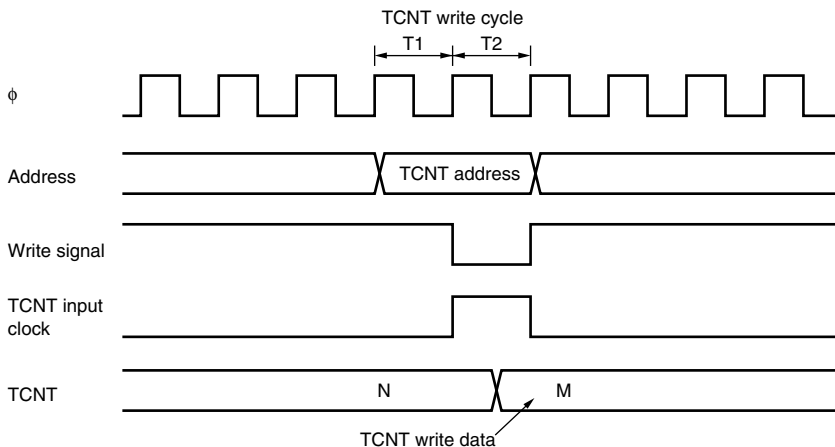 TCNT write cycle
T1 T2
ϕ
Address
TCNT address
Write signal
TCNT input
clock
TCNT
N
M
TCNT write data